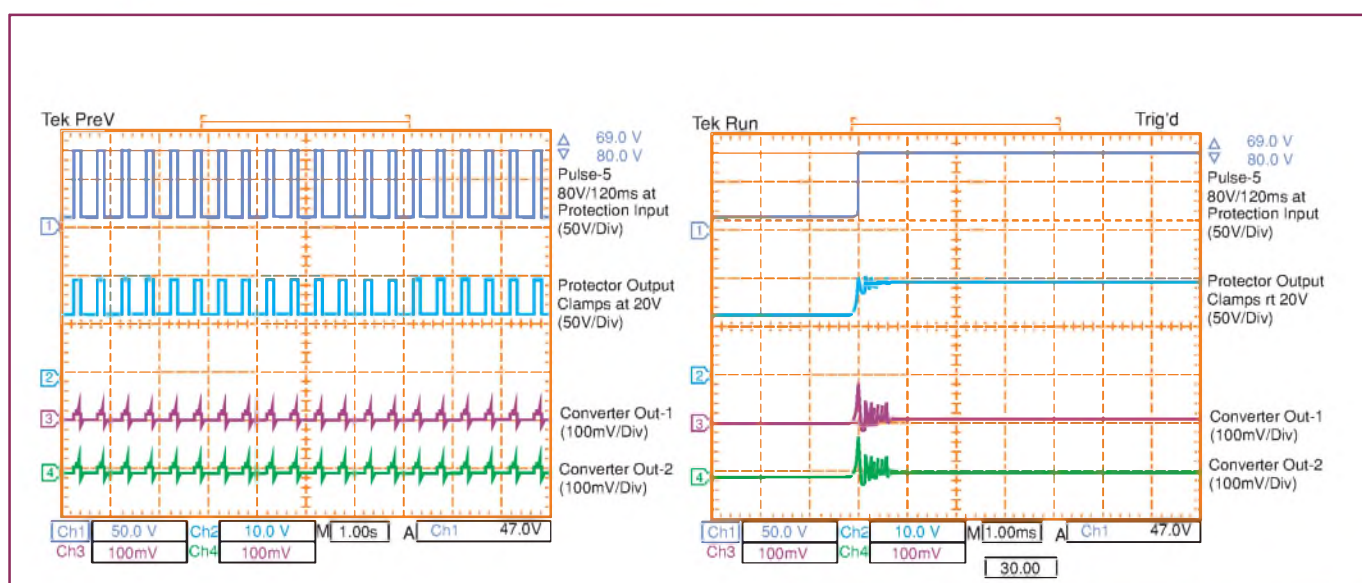 Tek PreV
69.0 V
80.0 V
Pulse-5
80V/120ms at
Protection Input
(50V/Div)
1
Protector Output
Clamps at 20V
(50V/Div)
2
3
Converter Out-1
(100mV/Div)
4
Converter Out-2
(100mV/Div)
Ch1 50.0 V Ch2 10.0 V M 1.00s A Ch1 47.0V
Ch3 100mV Ch4 100mV
Tek Run Trig'd
69.0 V
80.0 V
Pulse-5
80V/120ms at
Protection Input
(50V/Div)
1
Protector Output
Clamps rt 20V
(50V/Div)
2
3
Converter Out-1
(100mV/Div)
4
Converter Out-2
(100mV/Div)
Ch1 50.0 V Ch2 10.0 V M 1.00ms A Ch1 47.0V
Ch3 100mV Ch4 100mV
30.00